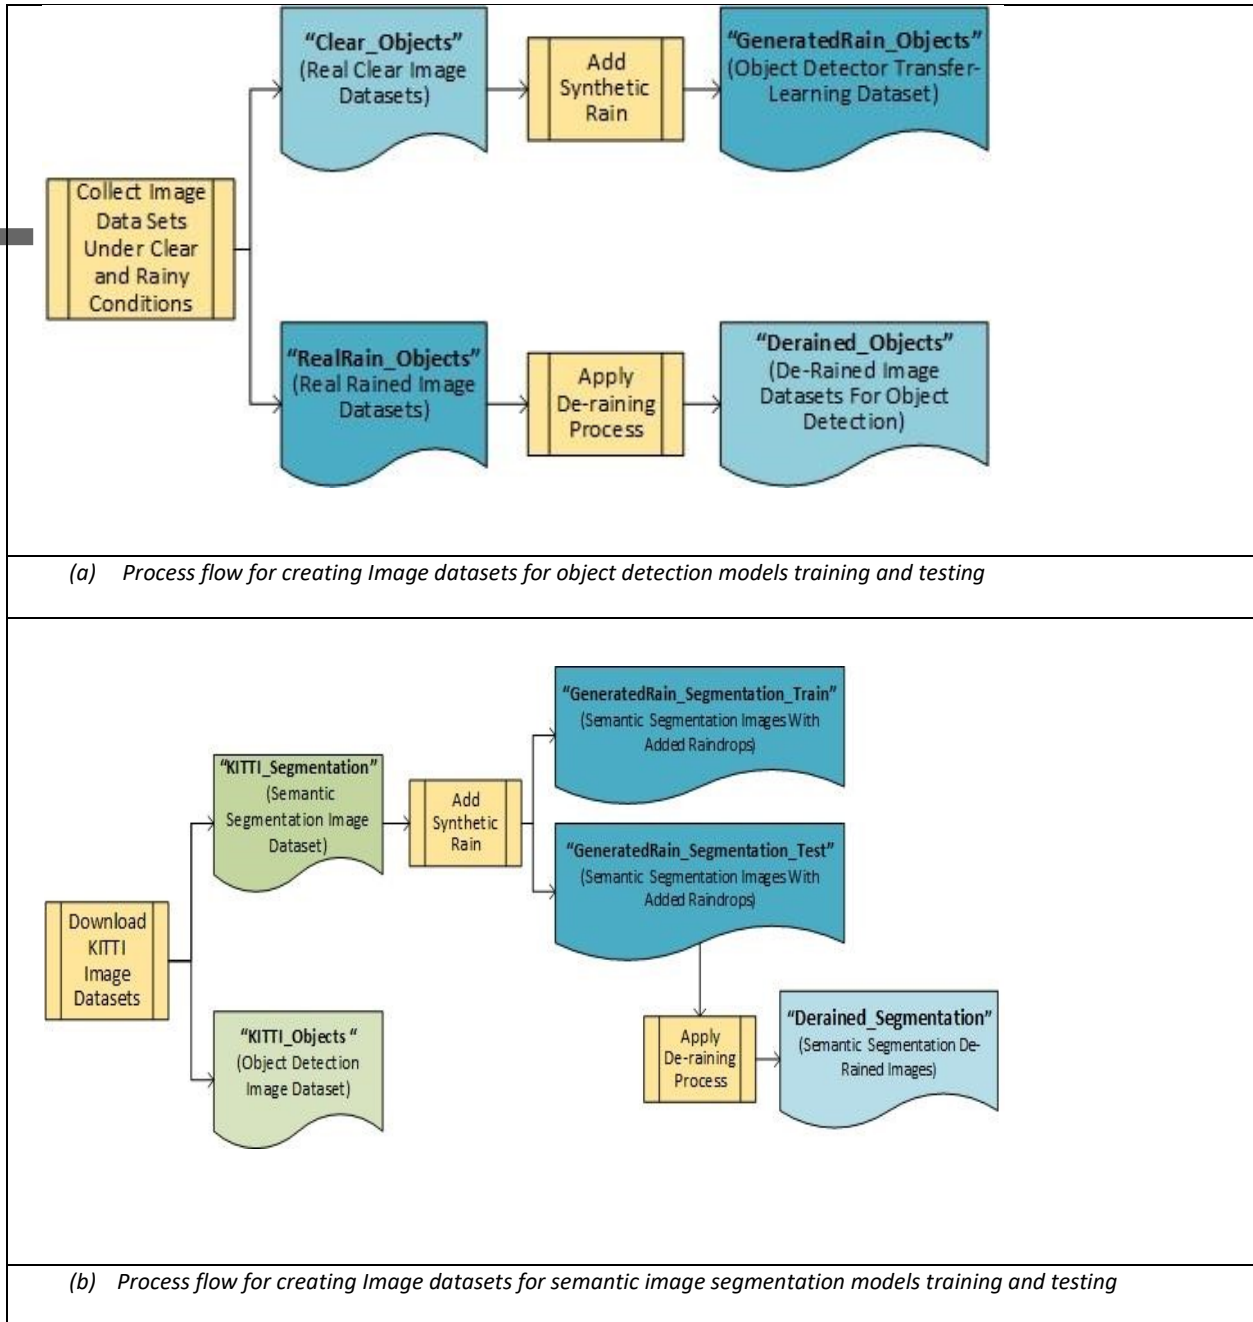 “Clear_Objects”
(Real Clear Image
Datasets)
Add
Synthetic
Rain
“GeneratedRain_Objects”
(Object Detector Transfer-
Learning Dataset)
Collect Image
Data Sets
Under Clear
and Rainy
Conditions
“RealRain_Objects”
(Real Rained Image
Datasets)
Apply
De-raining
Process
“Derained_Objects”
(De-Rained Image
Datasets For Object
Detection)
(a) Process flow for creating Image datasets for object detection models training and testing
“GeneratedRain_Segmentation_Train”
(Semantic Segmentation Images With
Added Raindrops)
“KITTI_Segmentation”
(Semantic
Segmentation Image
Dataset)
Add
Synthetic
Rain
“GeneratedRain_Segmentation_Test”
(Semantic Segmentation Images With
Added Raindrops)
Download
KITTI
Image
Datasets
“KITTI_Objects “
(Object Detection
Image Dataset)
Apply
De-raining
Process
“Derained_Segmentation”
(Semantic Segmentation De-
Rained Images)
(b) Process flow for creating Image datasets for semantic image segmentation models training and testing